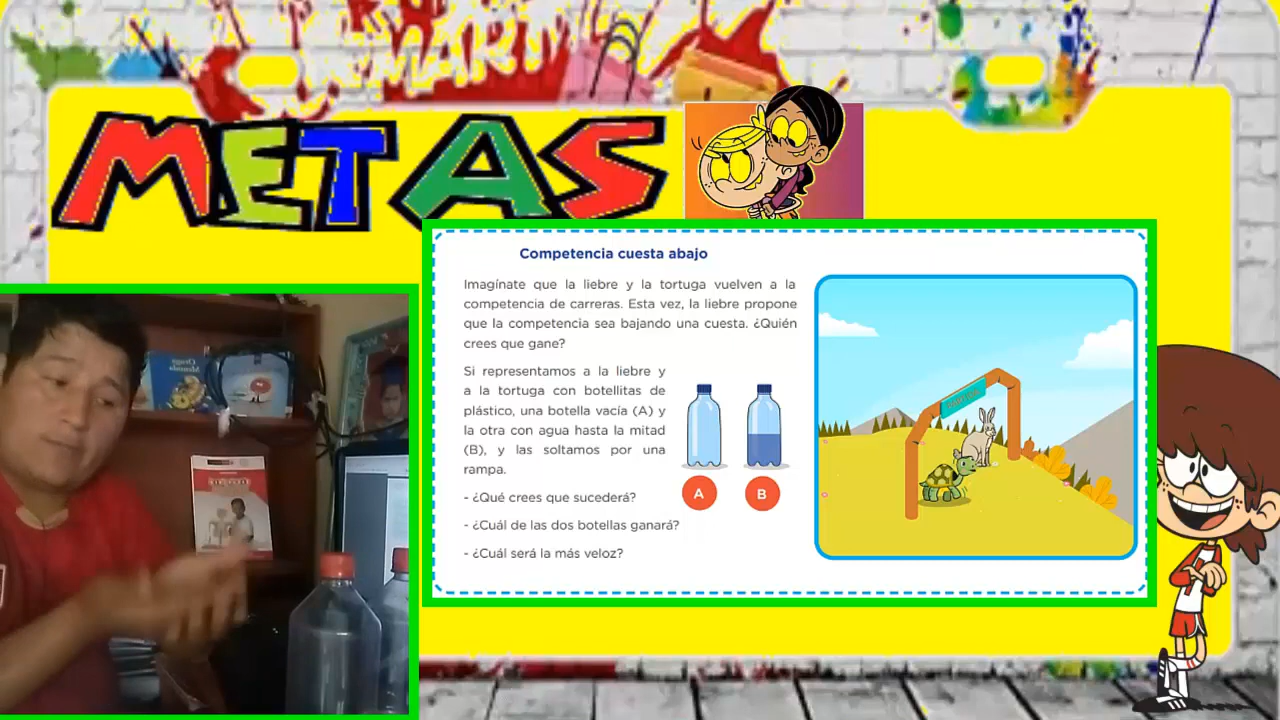 METAS
Competencia cuesta abajo
Imagínate que la liebre y la tortuga vuelven a la
competencia de carreras. Esta vez, la liebre propone
que la competencia sea bajando una cuesta. ¿Quién
crees que gane?
Si representamos a la liebre y
a la tortuga con botellitas de
plástico, una botella vacía (A) y
la otra con agua hasta la mitad
(B), y las soltamos por una
rampa.
A
B
- ¿Qué crees que sucederá?
- ¿Cuál de las dos botellas ganará?
- ¿Cuál será la más veloz?